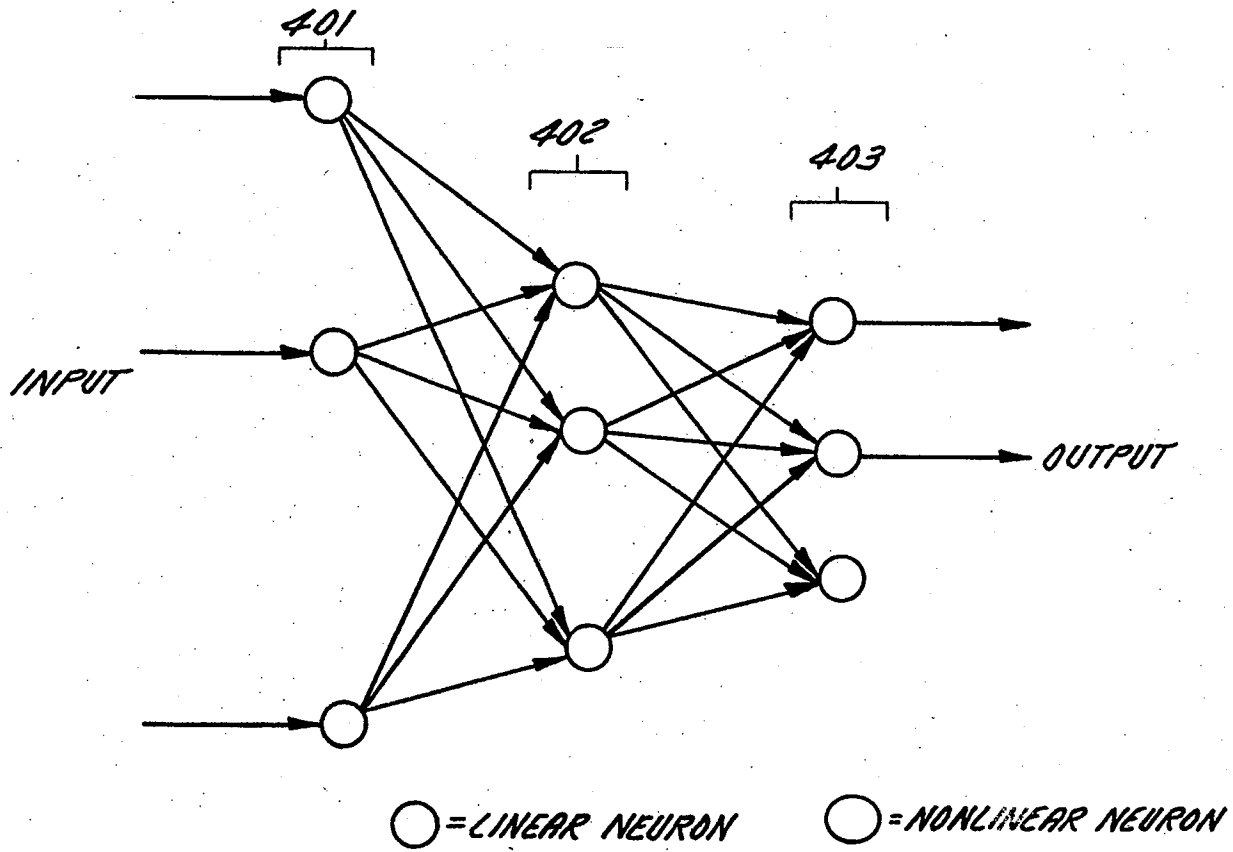 401
402
403
INPUT
OUTPUT
= LINEAR NEURON
= NONLINEAR NEURON